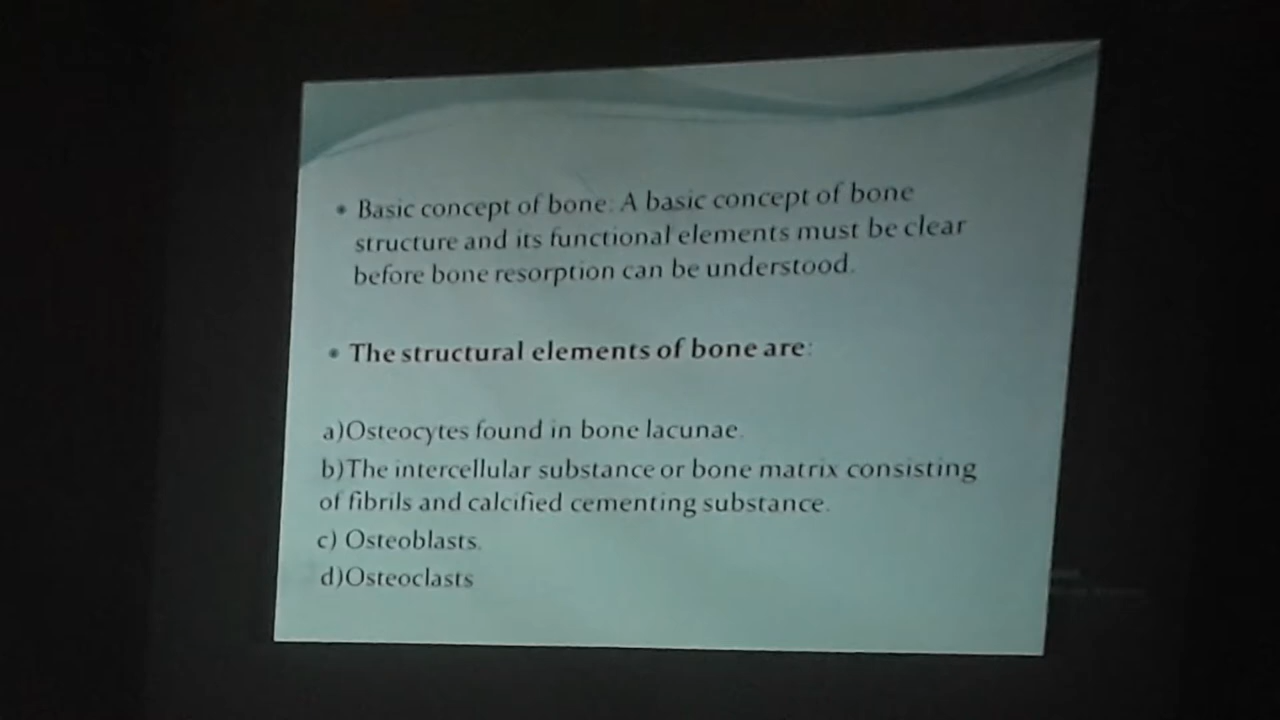 • Basic concept of bone: A basic concept of bone
structure and its functional elements must be clear
before bone resorption can be understood.
• The structural elements of bone are:
a)Osteocytes found in bone lacunae.
b)The intercellular substance or bone matrix consisting
of fibrils and calcified cementing substance.
c) Osteoblasts.
d)Osteoclasts